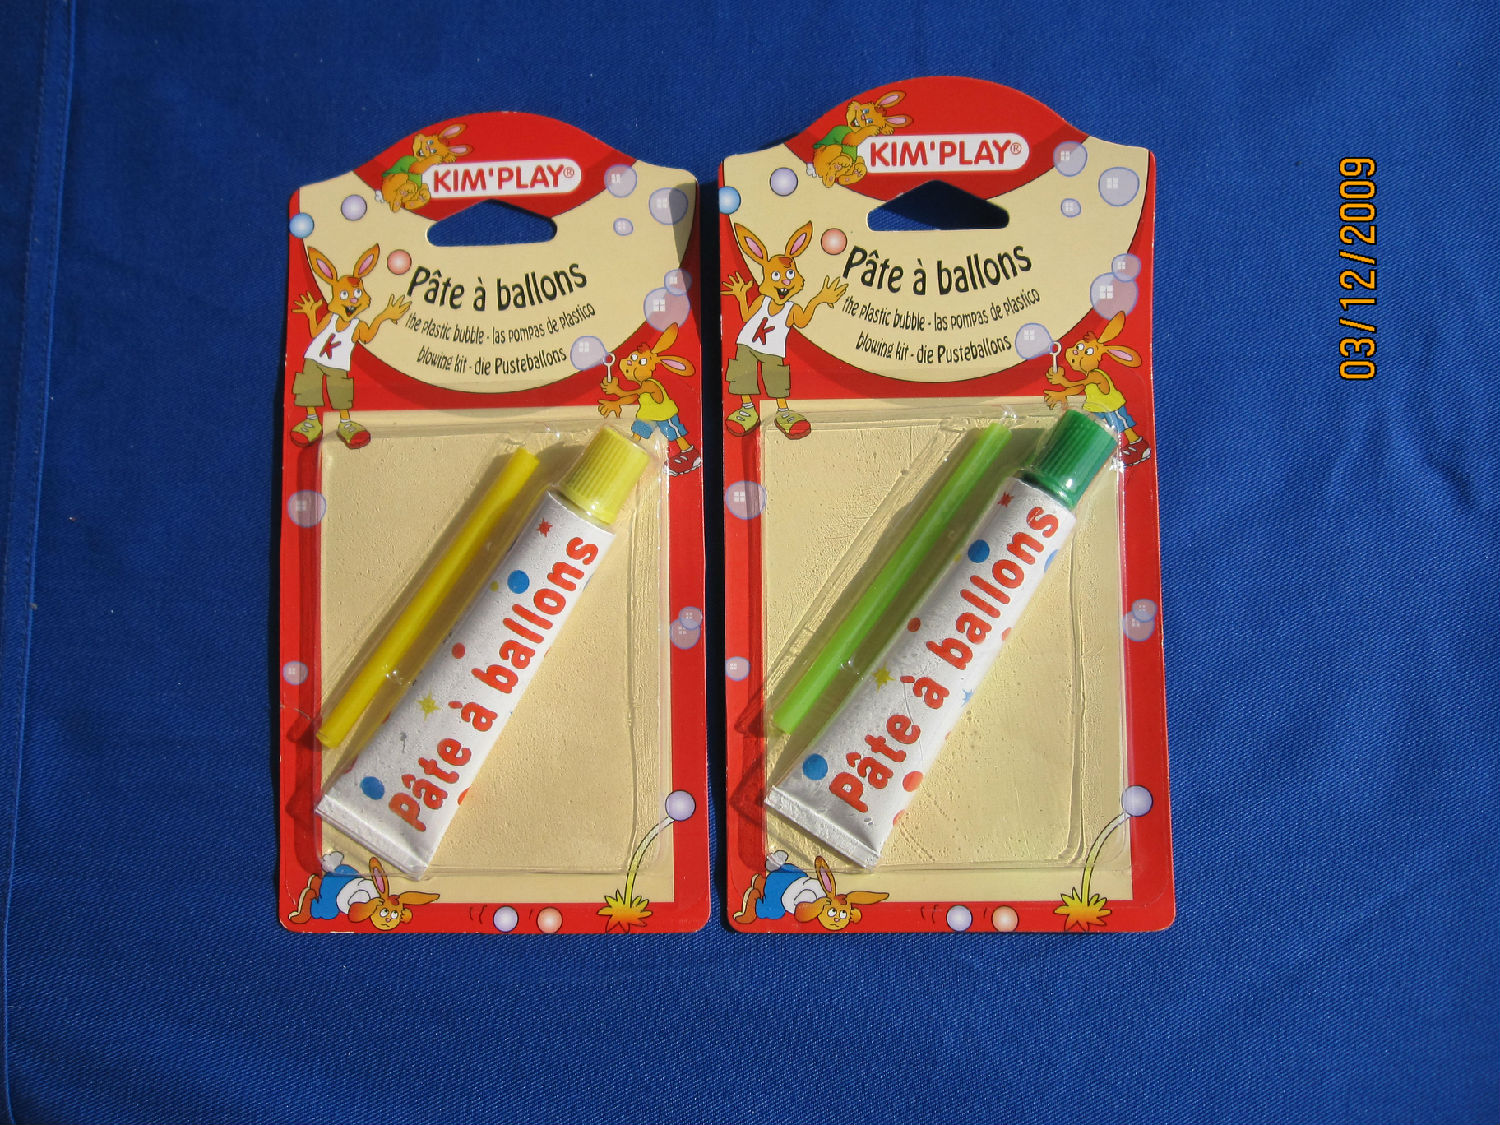 KIM'PLAY®
Pâte à ballons
the plastic bubble - las pompas de plastico
blowing kit - die Pusteballons
K
Pâte à ballons
KIM'PLAY®
Pâte à ballons
the plastic bubble - las pompas de plastico
blowing kit - die Pusteballons
K
Pâte à ballons
03/12/2009